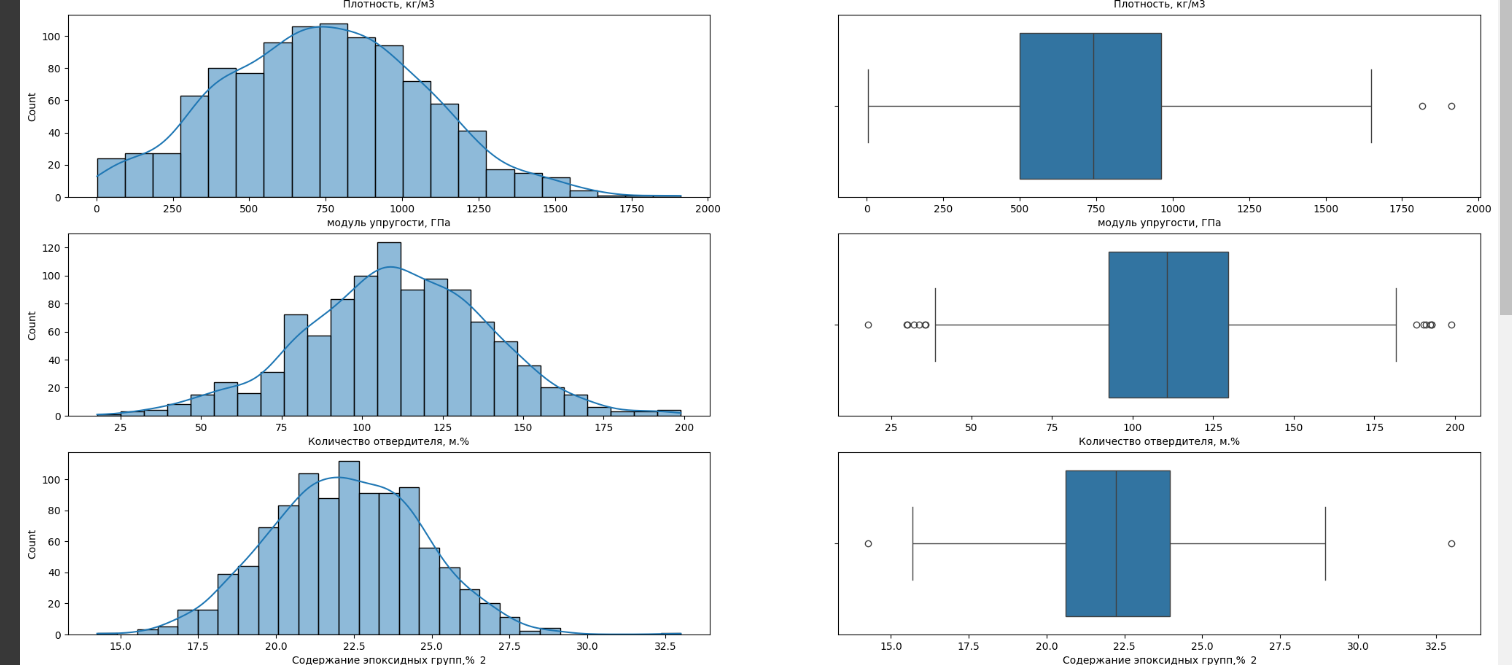 Плотность, кг/м3
Плотность, кг/м3
Count
100
80
60
40
20
0
0 250 500 750 1000 1250 1500 1750 2000
модуль упругости, ГПа
0 250 500 750 1000 1250 1500 1750 2000
модуль упругости, ГПа
Count
120
100
80
60
40
20
0
25 50 75 100 125 150 175 200
Количество отвердителя, м.%
25 50 75 100 125 150 175 200
Количество отвердителя, м.%
Count
100
80
60
40
20
0
15.0 17.5 20.0 22.5 25.0 27.5 30.0 32.5
Содержание эпоксидных групп,%_2
15.0 17.5 20.0 22.5 25.0 27.5 30.0 32.5
Содержание эпоксидных групп,%_2